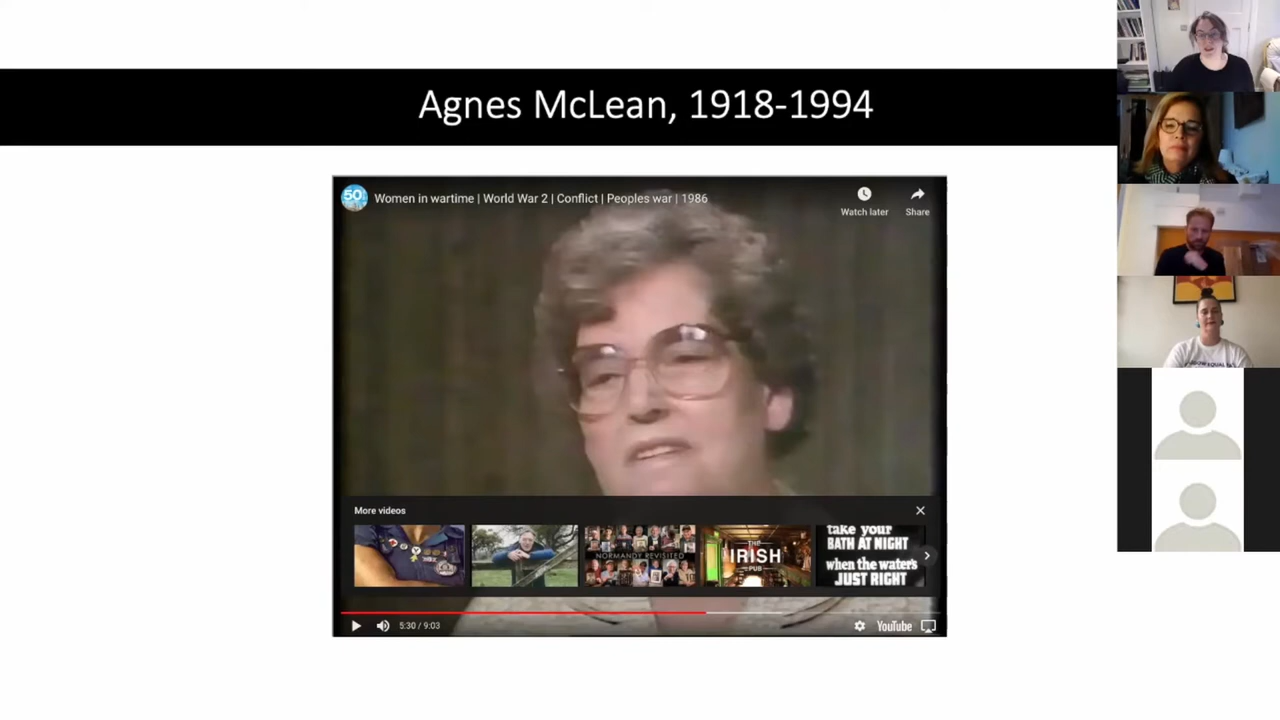 Agnes McLean, 1918-1994
50
Women in wartime | World War 2 | Conflict | Peoples war | 1986
Watch later
Share
More videos
NORMANDY REVISITED
THE
IRISH
PUB
take your
BATH AT NIGHT
when the water's
JUST RIGHT
5:30 / 9:03
YouTube
EQUAL